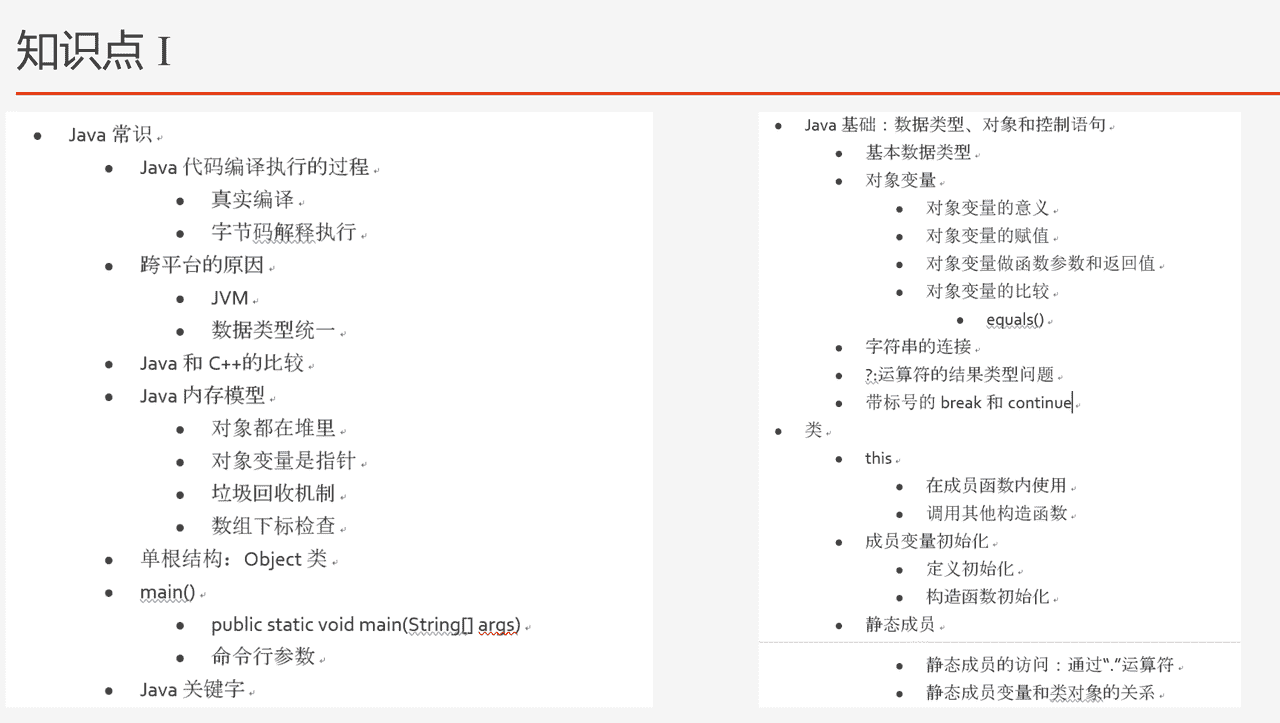 知识点 I
Java 常识
Java 代码编译执行的过程
真实编译
字节码解释执行
跨平台的原因
JVM
数据类型统一
Java 和 C++的比较
Java 内存模型
对象都在堆里
对象变量是指针
垃圾回收机制
数组下标检查
单根结构：Object 类
main()
public static void main(String[] args)
命令行参数
Java 关键字
Java 基础：数据类型、对象和控制语句
基本数据类型
对象变量
对象变量的意义
对象变量的赋值
对象变量做函数参数和返回值
对象变量的比较
equals()
字符串的连接
?:运算符的结果类型问题
带标号的 break 和 continue
类
this
在成员函数内使用
调用其他构造函数
成员变量初始化
定义初始化
构造函数初始化
静态成员
静态成员的访问：通过“.”运算符
静态成员变量和类对象的关系